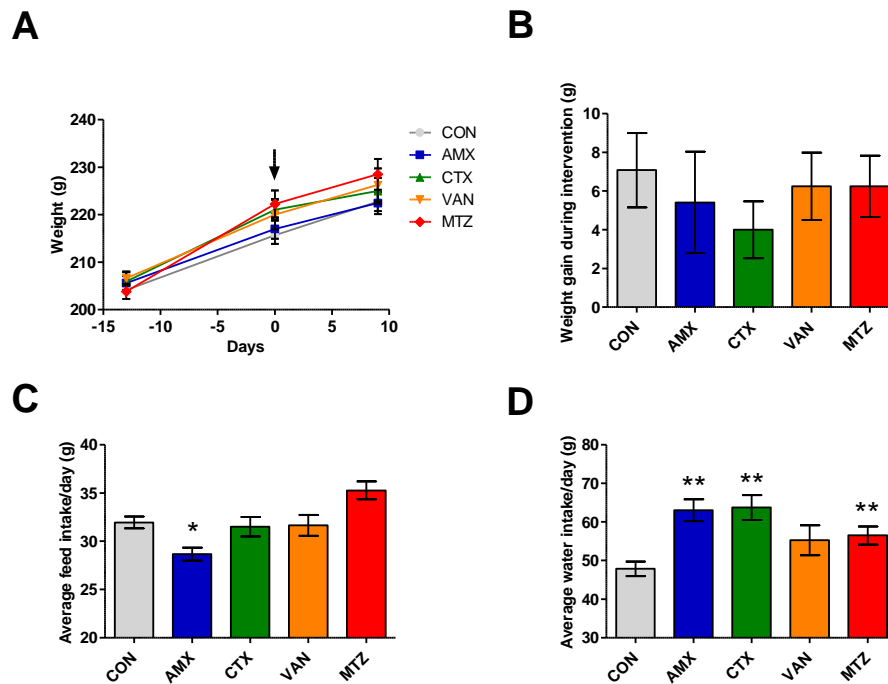 A
Weight (g)
240
230
220
210
200
-15
-10
-5
0
5
10
Days
CON
AMX
CTX
VAN
MTZ
B
Weight gain during intervention (g)
10
8
6
4
2
0
CON
AMX
CTX
VAN
MTZ
C
Average feed intake/day (g)
40
35
31
25
20
*
CON
AMX
CTX
VAN
MTZ
D
Average water intake/day (g)
80
70
60
50
40
30
**
**
**
CON
AMX
CTX
VAN
MTZ